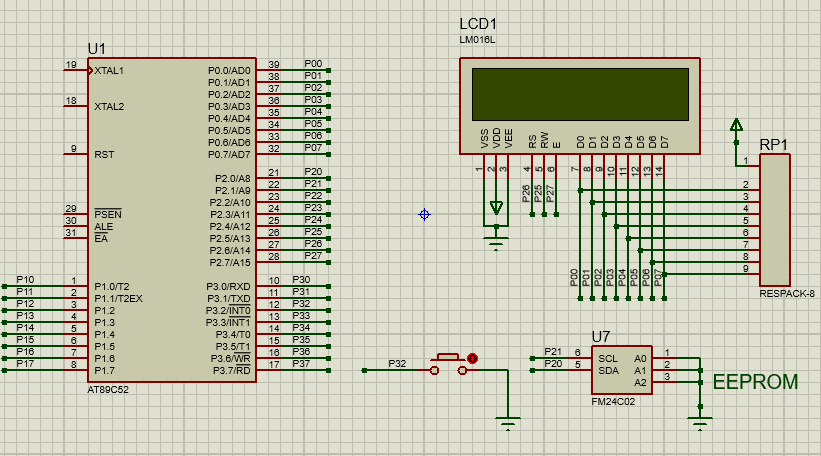 U1
19 XTAL1
18 XTAL2
9 RST
29 PSEN
30 ALE
31 EA
P10 1 P1.0/T2
P11 2 P1.1/T2EX
P12 3 P1.2
P13 4 P1.3
P14 5 P1.4
P15 6 P1.5
P16 7 P1.6
P17 8 P1.7
P0.0/AD0 39 P00
P0.1/AD1 38 P01
P0.2/AD2 37 P02
P0.3/AD3 36 P03
P0.4/AD4 35 P04
P0.5/AD5 34 P05
P0.6/AD6 33 P06
P0.7/AD7 32 P07
P2.0/A8 21 P20
P2.1/A9 22 P21
P2.2/A10 23 P22
P2.3/A11 24 P23
P2.4/A12 25 P24
P2.5/A13 26 P25
P2.6/A14 27 P26
P2.7/A15 28 P27
P3.0/RXD 10 P30
P3.1/TXD 11 P31
P3.2/INT0 12 P32
P3.3/INT1 13 P33
P3.4/T0 14 P34
P3.5/T1 15 P35
P3.6/WR 16 P36
P3.7/RD 17 P37
AT89C52
LCD1
LM016L
VSS VDD VEE RS RW E D0 D1 D2 D3 D4 D5 D6 D7
1 2 3 4 5 6 7 8 9 10 11 12 13 14
P26 P25 P27
P00 P01 P02 P03 P04 P05 P06 P07
RP1
1
2
3
4
5
6
7
8
9
RESPACK-8
P32
U7
P21 6 SCL A0 1
P20 5 SDA A1 2
A2 3
FM24C02
EEPROM